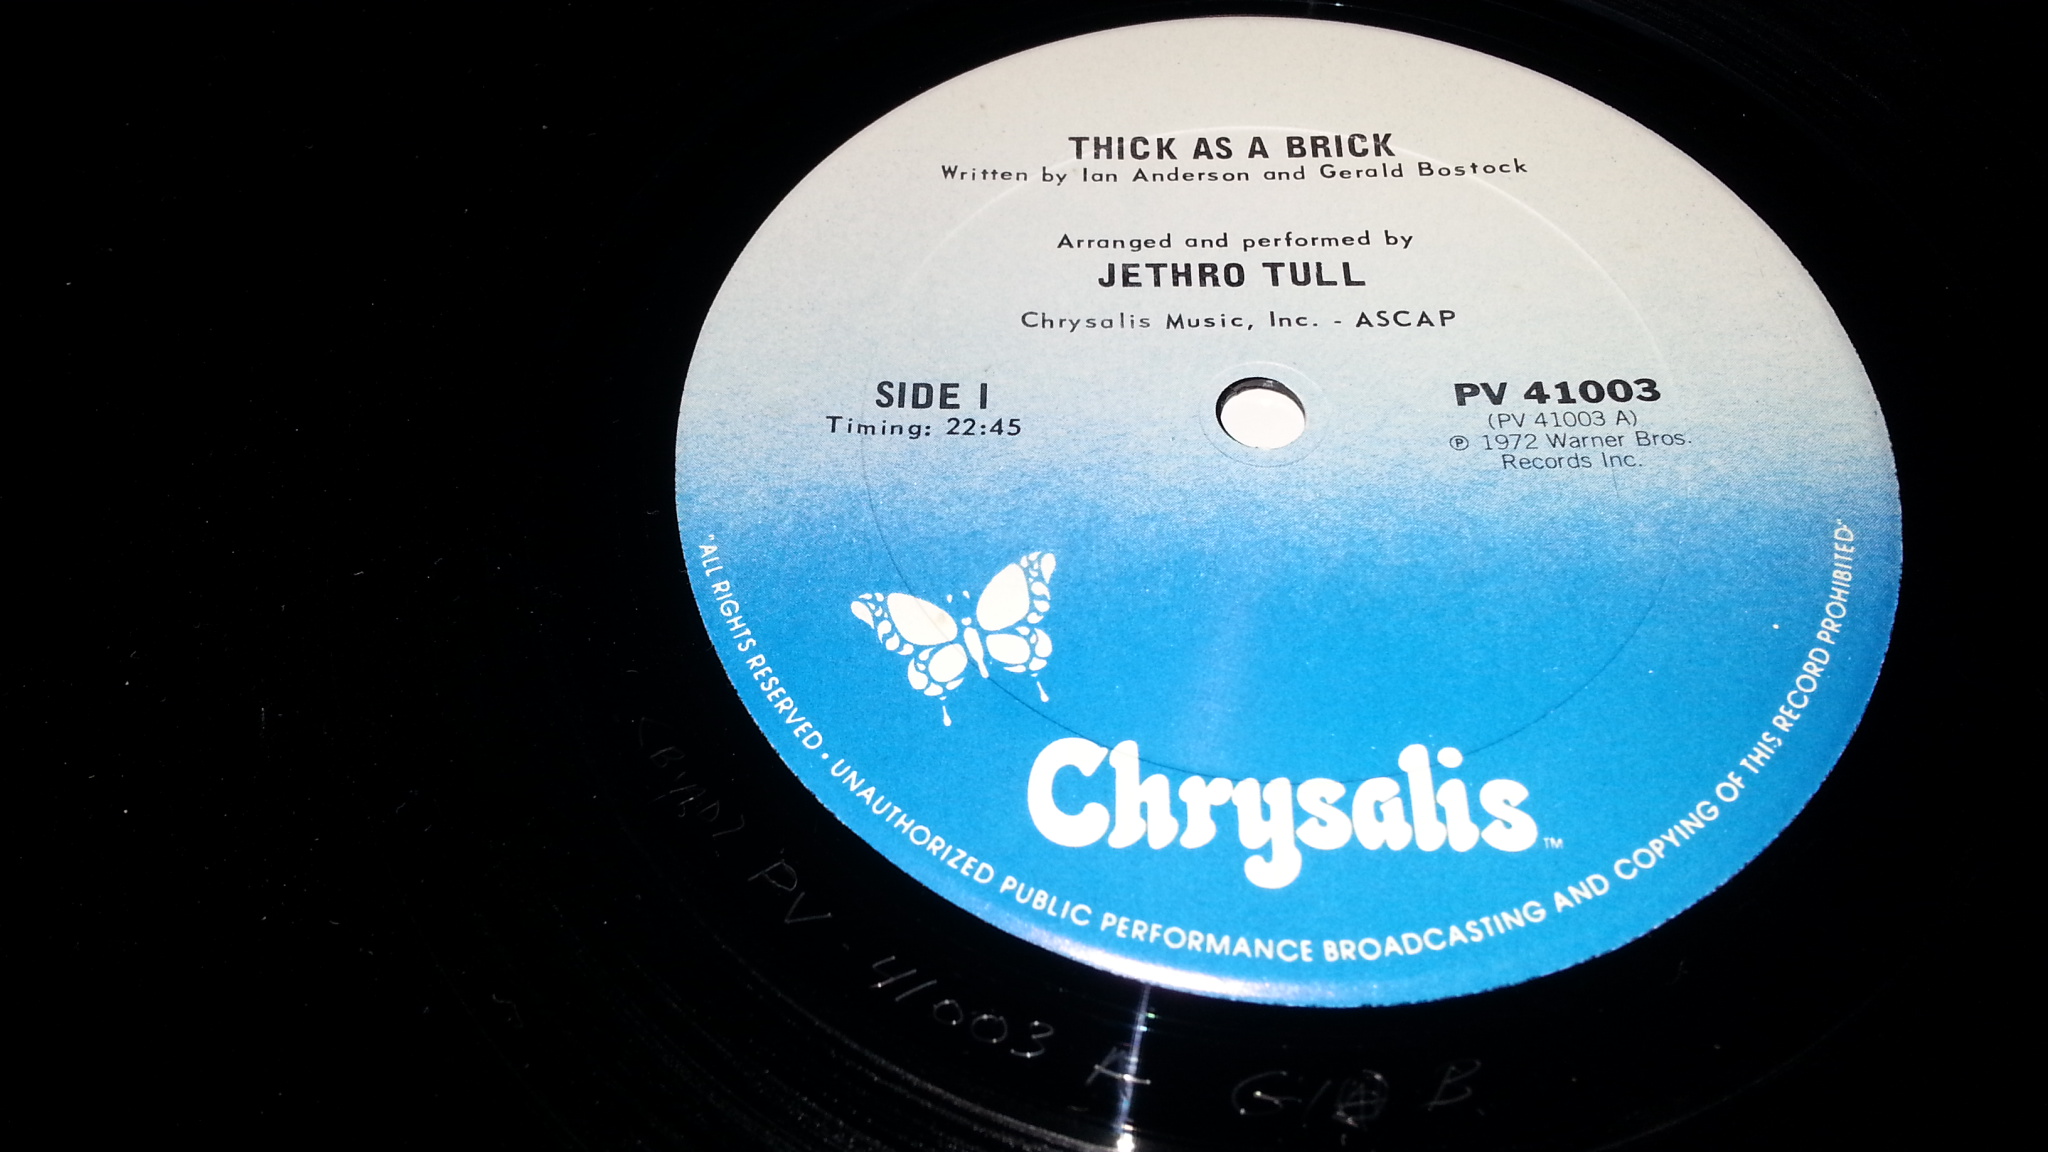 THICK AS A BRICK
Written by Ian Anderson and Gerald Bostock
Arranged and performed by
JETHRO TULL
Chrysalis Music, Inc. - ASCAP
SIDE I
Timing: 22:45
PV 41003
(PV 41003 A)
℗ 1972 Warner Bros.
Records Inc.
Chrysalis™
"ALL RIGHTS RESERVED • UNAUTHORIZED PUBLIC PERFORMANCE BROADCASTING AND COPYING OF THIS RECORD PROHIBITED"
PV - 41003 A